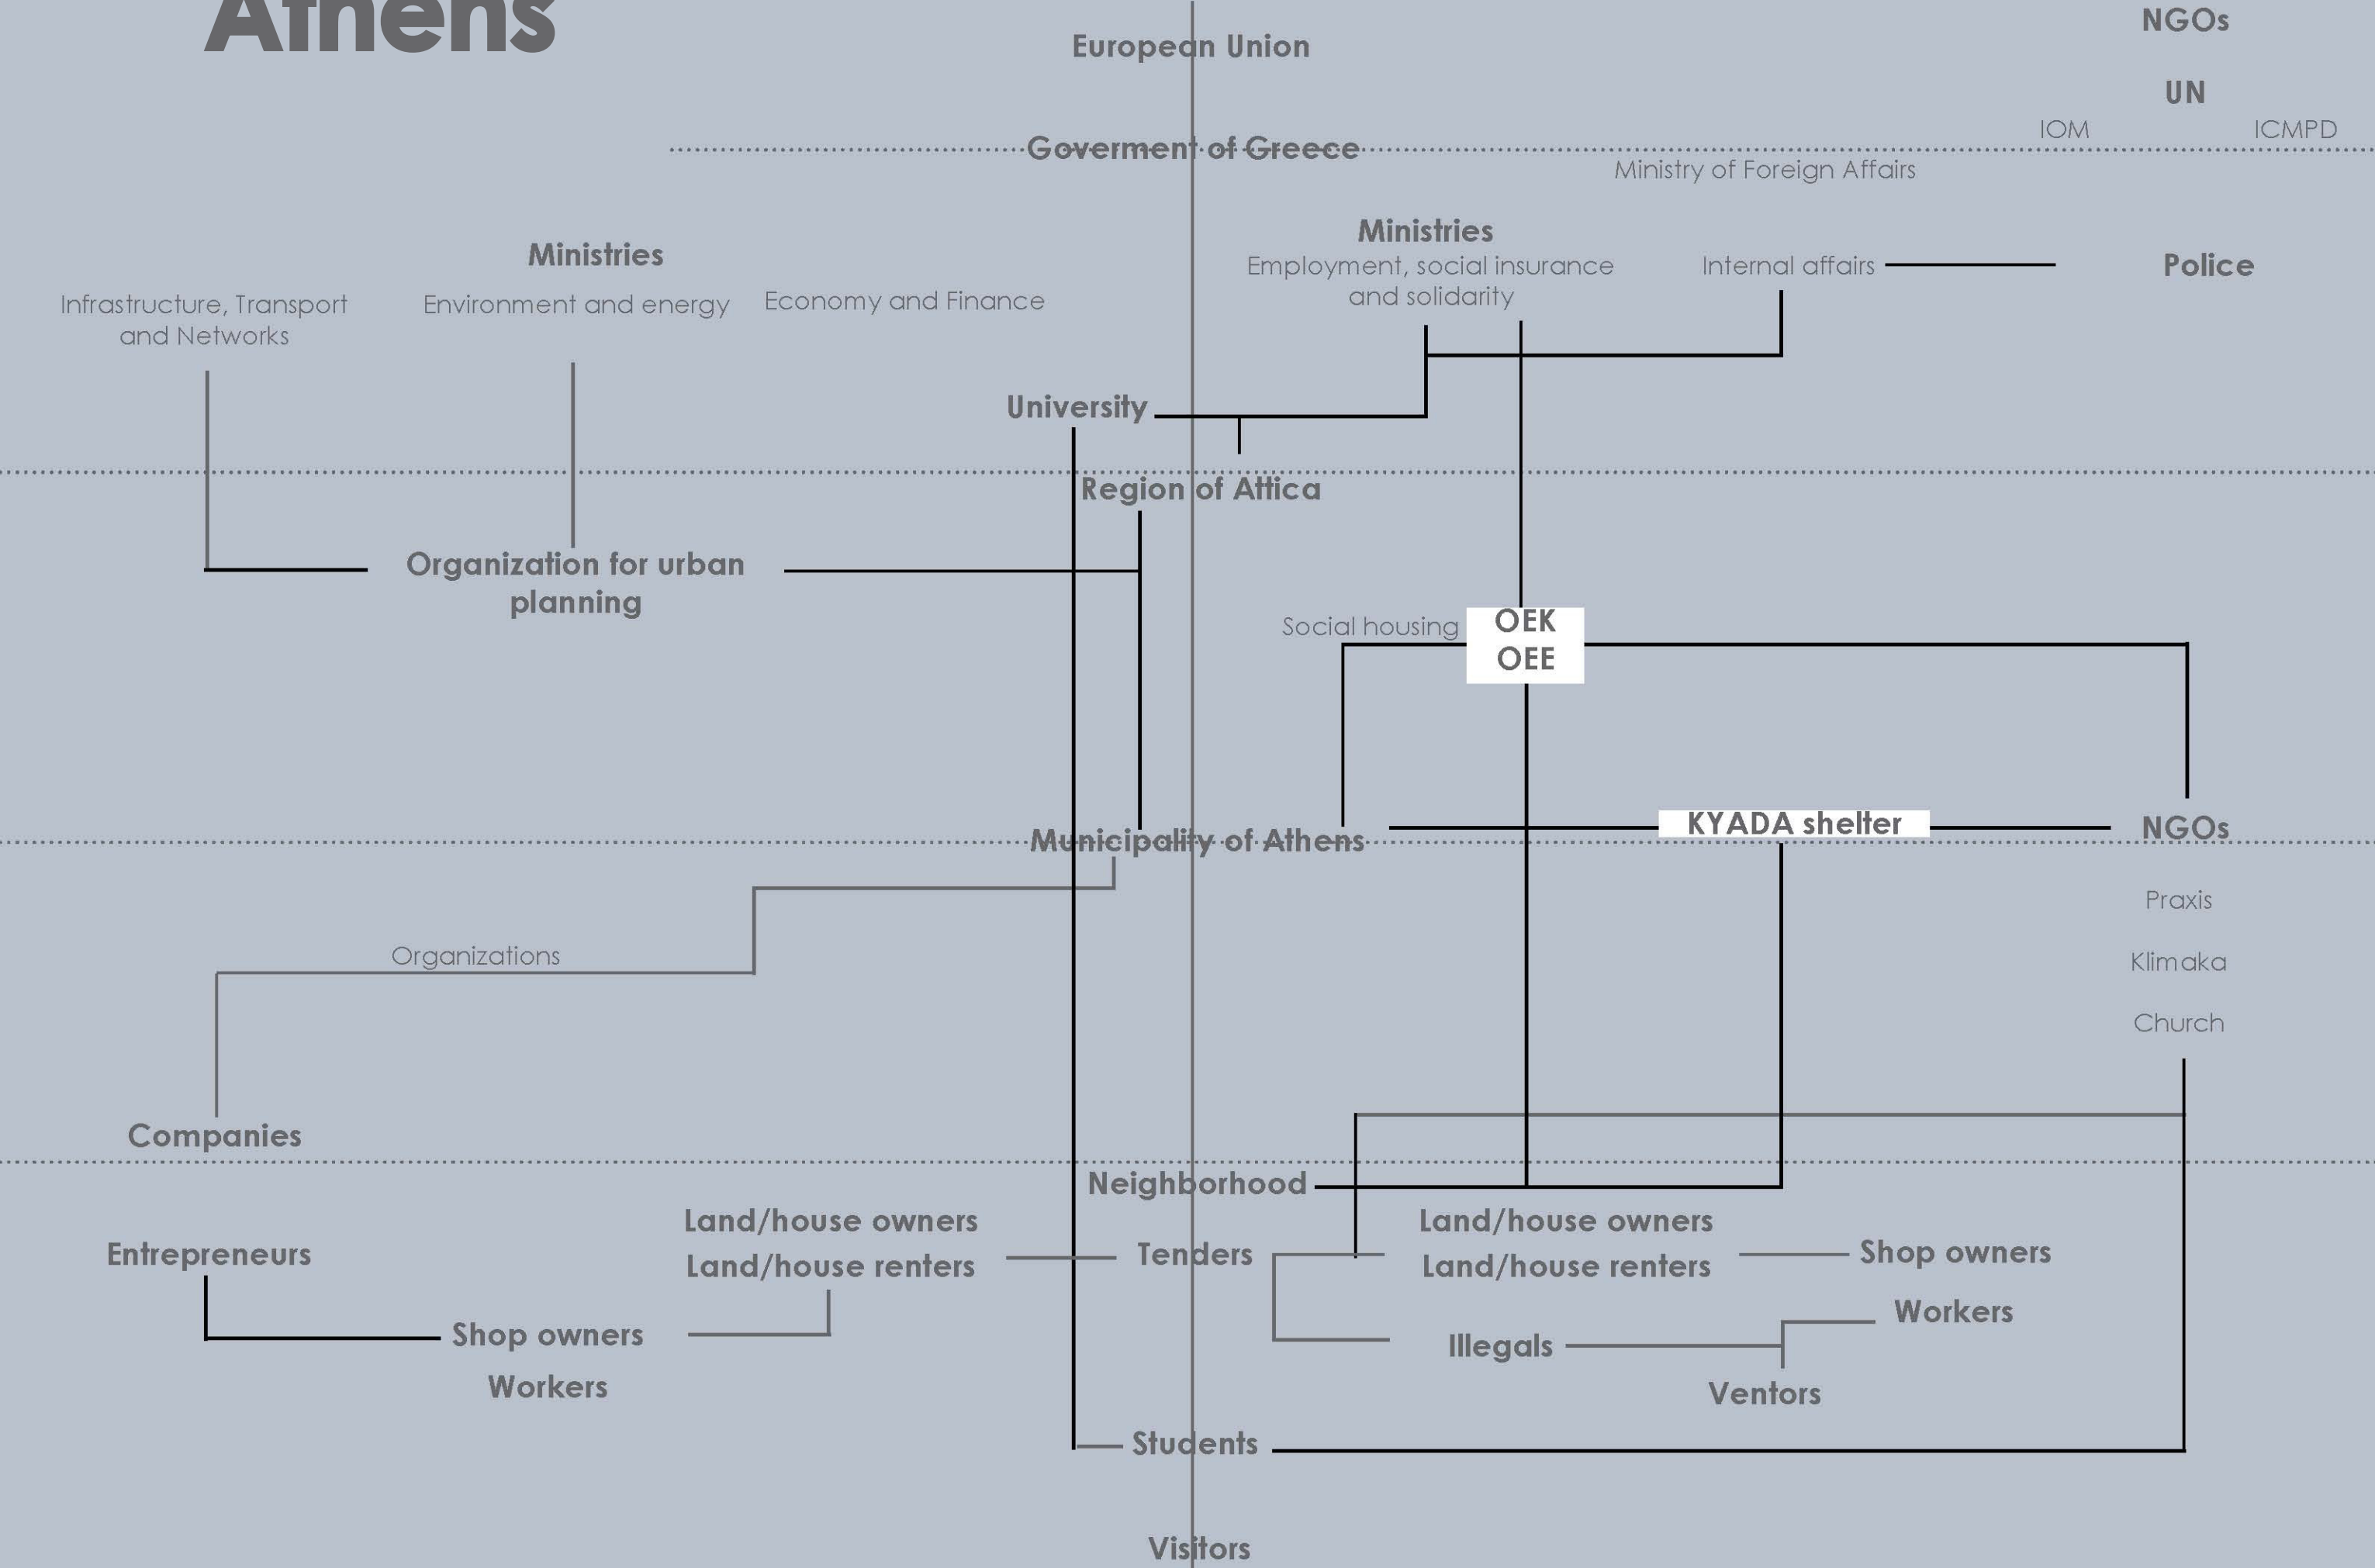 Athens
NGOs
European Union
UN
IOM
ICMPD
Goverment of Greece
Ministry of Foreign Affairs
Ministries
Ministries
Employment, social insurance
and solidarity
Internal affairs
Police
Infrastructure, Transport
and Networks
Environment and energy
Economy and Finance
University
Region of Attica
Organization for urban
planning
Social housing
OEK
OEE
KYADA shelter
NGOs
Municipality of Athens
Praxis
Organizations
Klimaka
Church
Companies
Neighborhood
Land/house owners
Land/house owners
Entrepreneurs
Land/house renters
Tenders
Land/house renters
Shop owners
Workers
Shop owners
Illegals
Workers
Ventors
Students
Visitors